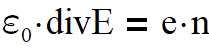 ε₀·divE = e·n